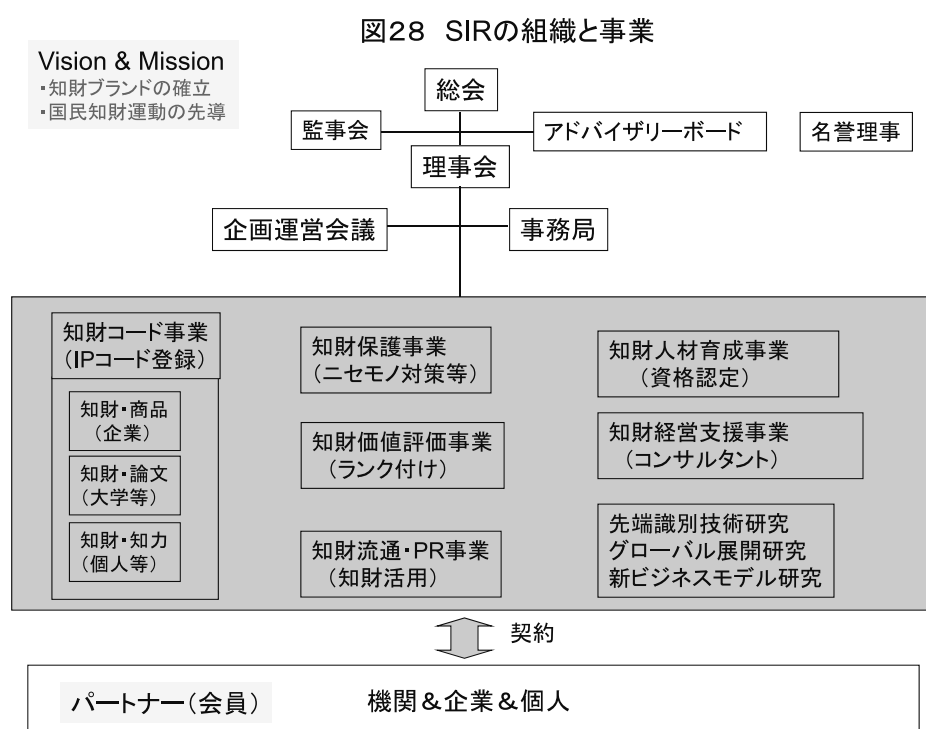 図28 SIRの組織と事業
Vision & Mission
・知財ブランドの確立
・国民知財運動の先導
総会
監事会
アドバイザリーボード
名誉理事
理事会
企画運営会議
事務局
知財コード事業
(IPコード登録)
知財・商品
(企業)
知財・論文
(大学等)
知財・知力
(個人等)
知財保護事業
(ニセモノ対策等)
知財価値評価事業
(ランク付け)
知財流通・PR事業
(知財活用)
知財人材育成事業
(資格認定)
知財経営支援事業
(コンサルタント)
先端識別技術研究
グローバル展開研究
新ビジネスモデル研究
契約
パートナー(会員)
機関&企業&個人